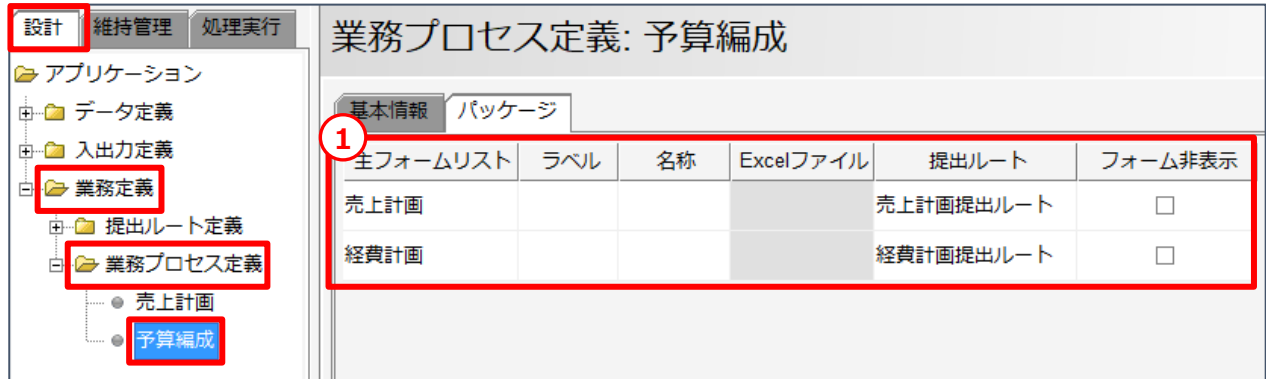 設計 維持管理 処理実行
アプリケーション
データ定義
入出力定義
業務定義
提出ルート定義
業務プロセス定義
売上計画
予算編成
業務プロセス定義: 予算編成
基本情報 パッケージ
1
主フォームリスト ラベル 名称 Excelファイル 提出ルート フォーム非表示
売上計画 売上計画提出ルート
経費計画 経費計画提出ルート